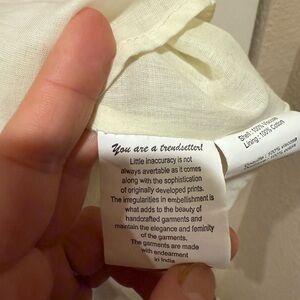 You are a trendsetter!
Little inaccuracy is not
always avertable as it comes
along with the sophistication
of originally developed prints.
The irregularities in embellishment is
what adds to the beauty of
handcrafted garments and
maintain the elegance and feminity
of the garments.
The garments are made
with endearment
in India
Shell:- 100% Viscose
Lining:- 100% Cotton